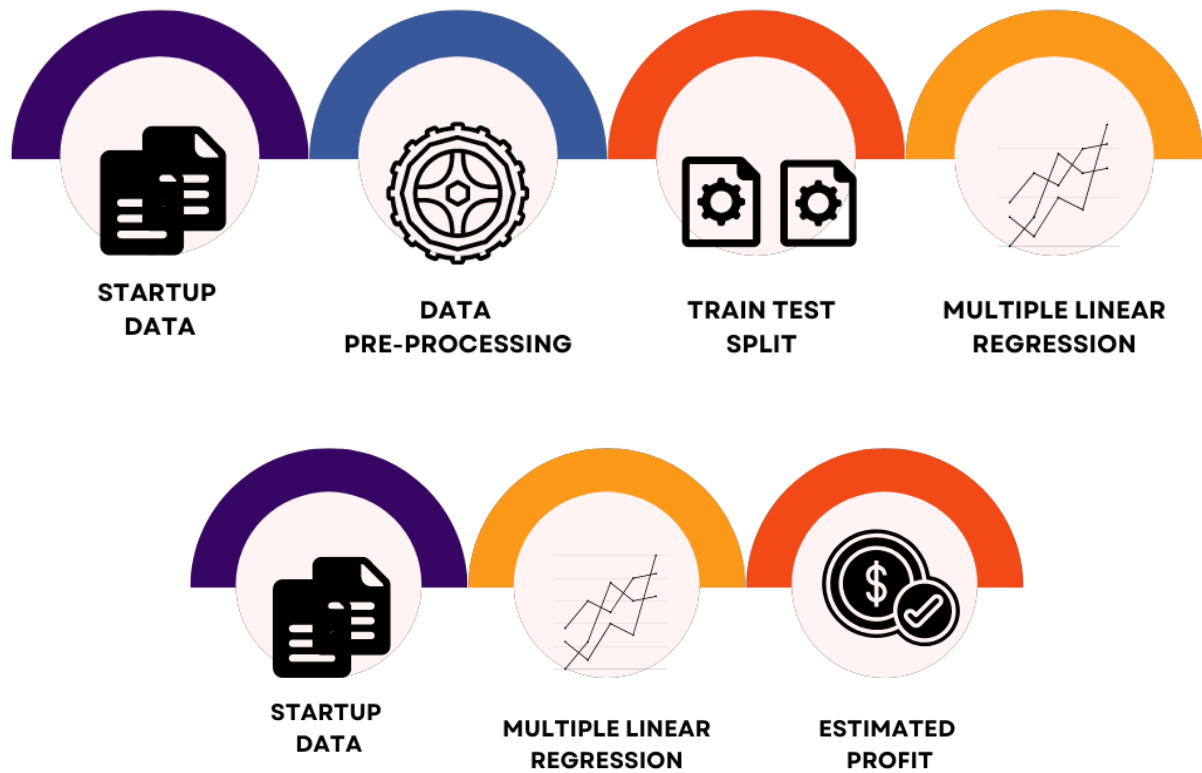 STARTUP
DATA
DATA
PRE-PROCESSING
TRAIN TEST
SPLIT
MULTIPLE LINEAR
REGRESSION
STARTUP
DATA
MULTIPLE LINEAR
REGRESSION
$
ESTIMATED
PROFIT